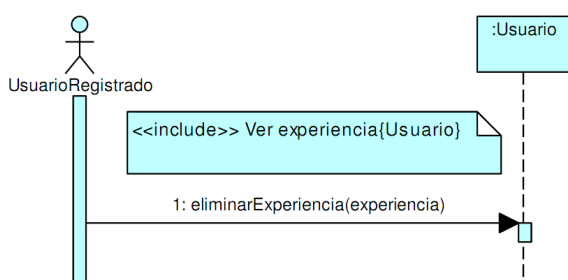 :Usuario
UsuarioRegistrado
<<include>> Ver experiencia{Usuario}
1: eliminarExperiencia(experiencia)